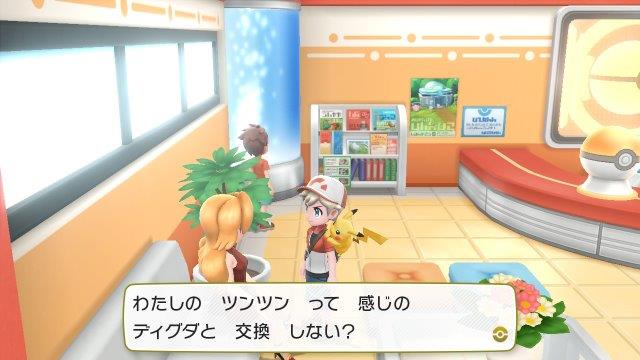 わたしの　ツンツン　って　感じの
ディグダと　交換　しない？